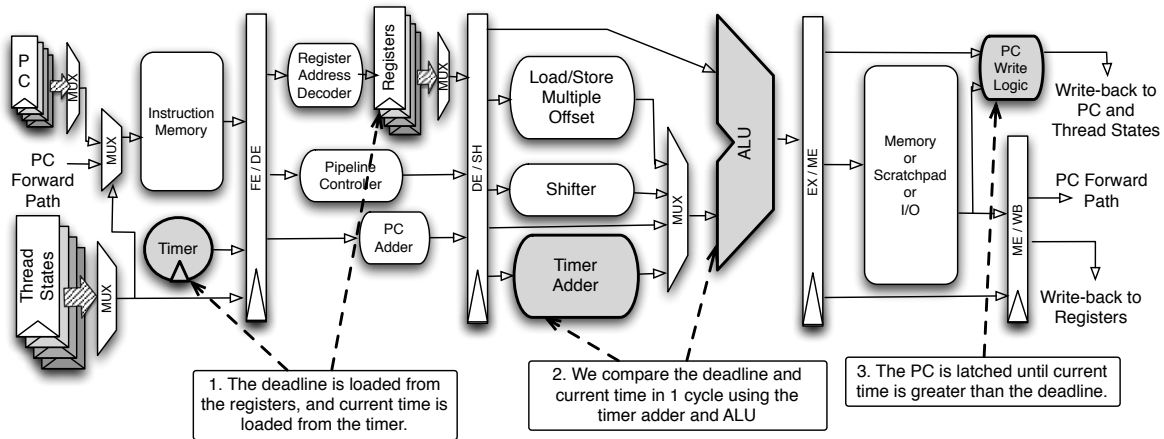 PC
MUX
PC
Forward
Path
MUX
Thread
States
MUX
Instruction
Memory
Timer
FE / DE
Register
Address
Decoder
Registers
MUX
Pipeline
Controller
PC
Adder
DE / SH
Load/Store
Multiple
Offset
Shifter
Timer
Adder
MUX
ALU
EX / ME
Memory
or
Scratchpad
or
I/O
PC
Write
Logic
ME / WB
Write-back to
PC and
Thread States
PC Forward
Path
Write-back to
Registers
1. The deadline is loaded from
the registers, and current time is
loaded from the timer.
2. We compare the deadline and
current time in 1 cycle using the
timer adder and ALU
3. The PC is latched until current
time is greater than the deadline.